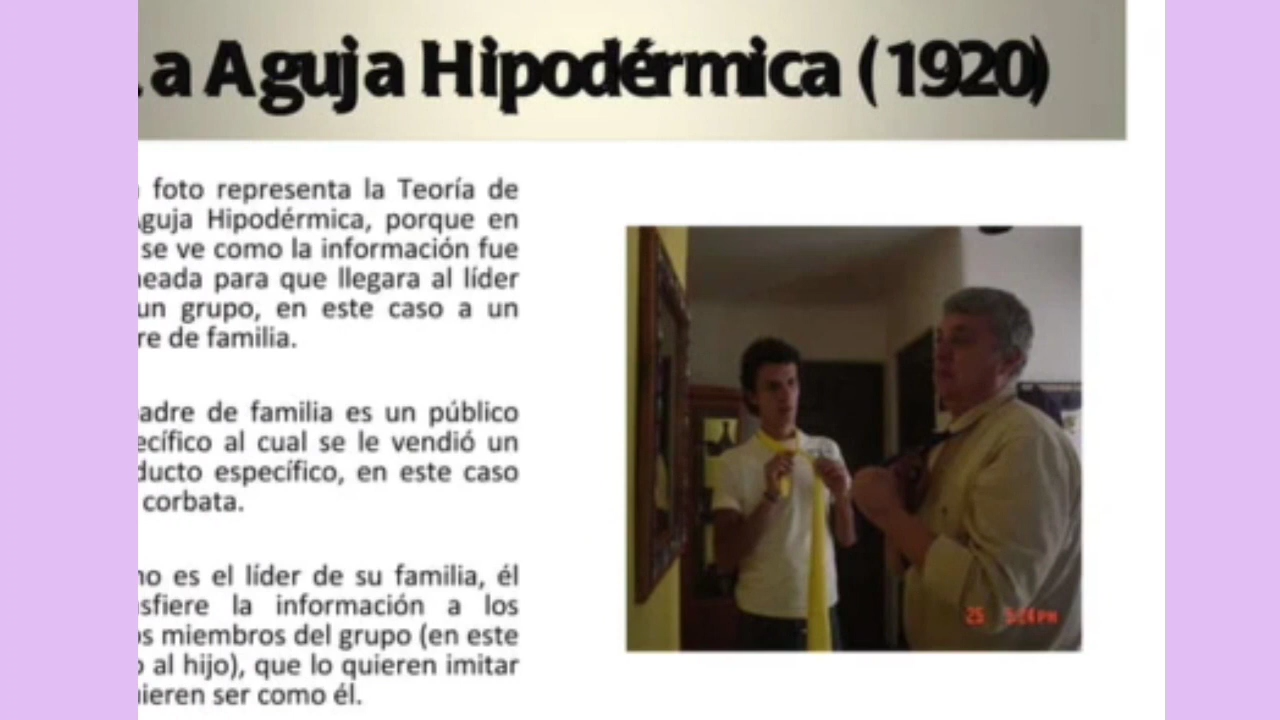 a Aguja Hipodérmica (1920)
foto representa la Teoría de
guja Hipodérmica, porque en
se ve como la información fue
eada para que llegara al líder
un grupo, en este caso a un
re de familia.
adre de familia es un público
ecífico al cual se le vendió un
ducto específico, en este caso
corbata.
no es el líder de su familia, él
sfiere la información a los
os miembros del grupo (en este
o al hijo), que lo quieren imitar
uieren ser como él.
25
PM